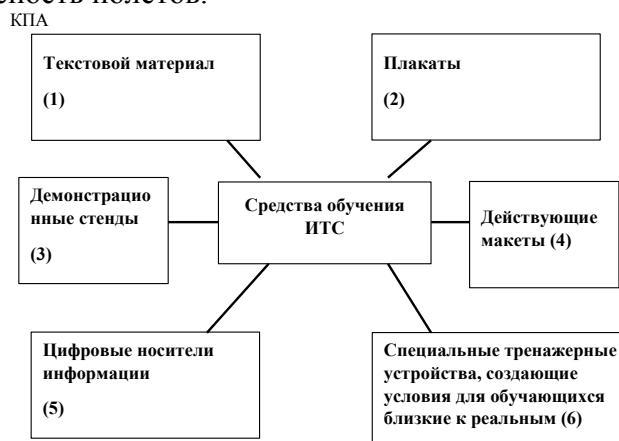 КПА
Текстовой материал
(1)
Плакаты
(2)
Демонстрацио
нные стенды
(3)
Средства обучения
ИТС
Действующие
макеты (4)
Цифровые носители
информации
(5)
Специальные тренажерные
устройства, создающие
условия для обучающихся
близкие к реальным (6)